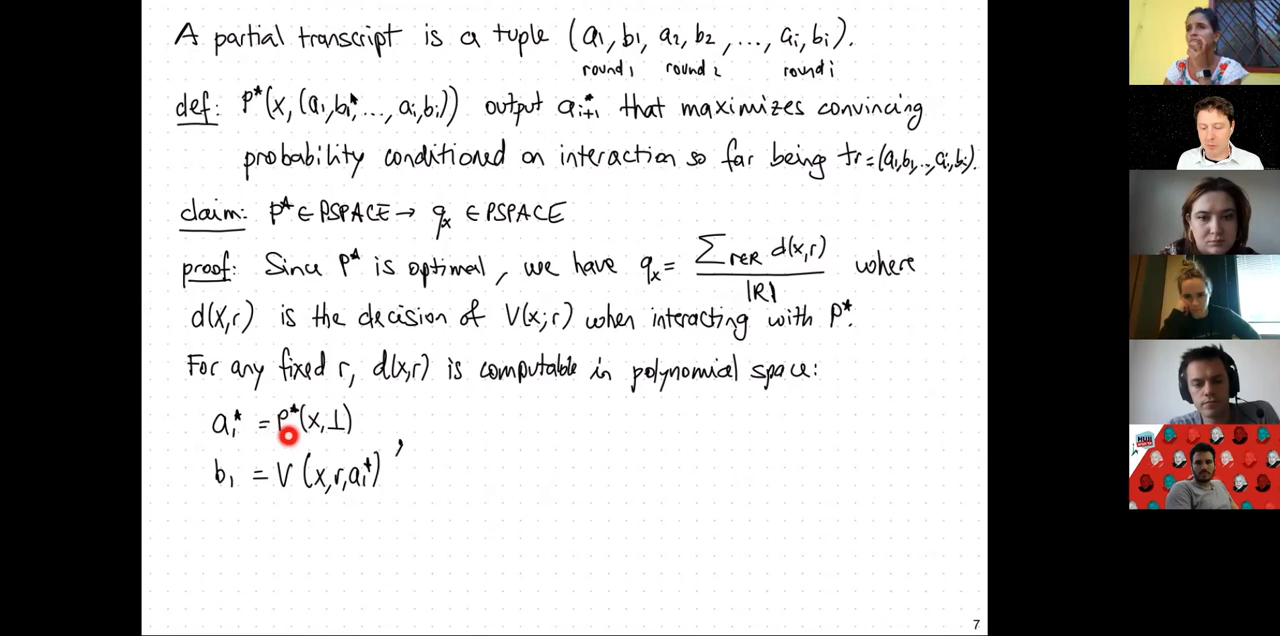 A partial transcript is a tuple (a₁, b₁, a₂, b₂, ..., aᵢ, bᵢ).
round 1 round 2 round i
def: P*(x, (a₁, b₁, ..., aᵢ, bᵢ)) output aᵢ₊₁* that maximizes convincing
probability conditioned on interaction so far being tr=(a₁, b₁, .., aᵢ, bᵢ).
claim: P* ∈ PSPACE → qₓ ∈ PSPACE
proof: Since P* is optimal, we have qₓ = ∑_{r∈R} d(x,r) / |R| where
d(x,r) is the decision of V(x;r) when interacting with P*.
For any fixed r, d(x,r) is computable in polynomial space:
a₁* = P*(x, ⊥) ,
b₁ = V(x, r, a₁*)
7